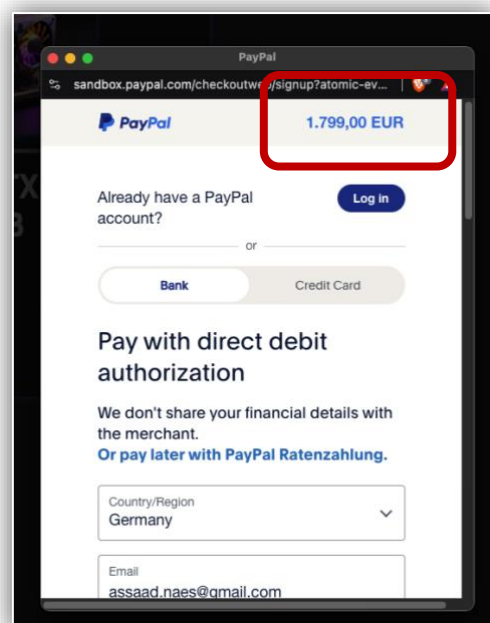 PayPal
sandbox.paypal.com/checkoutweb/signup?atomic-ev...
PayPal
1.799,00 EUR
Already have a PayPal
account?
Log in
or
Bank
Credit Card
Pay with direct debit
authorization
We don't share your financial details with
the merchant.
Or pay later with PayPal Ratenzahlung.
Country/Region
Germany
Email
assaad.naes@gmail.com